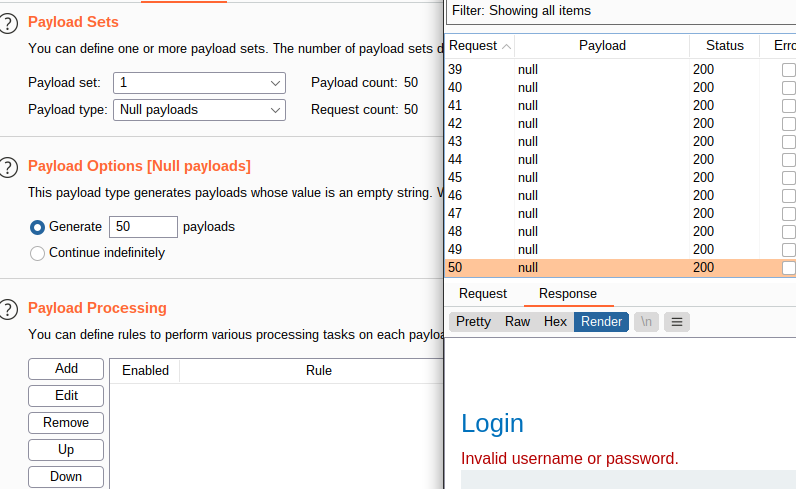 Payload Sets
You can define one or more payload sets. The number of payload sets d
Payload set: 1 Payload count: 50
Payload type: Null payloads Request count: 50
Payload Options [Null payloads]
This payload type generates payloads whose value is an empty string. W
Generate 50 payloads
Continue indefinitely
Payload Processing
You can define rules to perform various processing tasks on each payloa
Add
Edit
Remove
Up
Down
Enabled Rule
Filter: Showing all items
Request Payload Status Erro
39 null 200
40 null 200
41 null 200
42 null 200
43 null 200
44 null 200
45 null 200
46 null 200
47 null 200
48 null 200
49 null 200
50 null 200
Request Response
Pretty Raw Hex Render \n
Login
Invalid username or password.